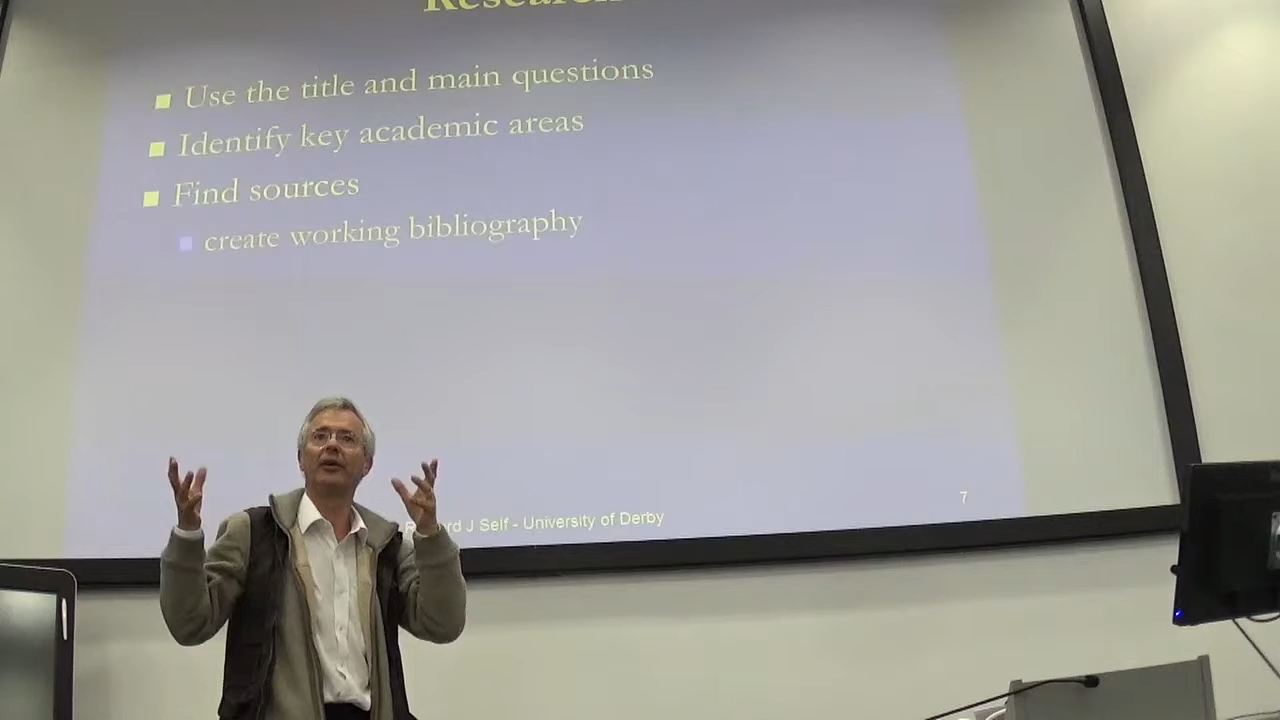 Research
Use the title and main questions
Identify key academic areas
Find sources
create working bibliography
J Self - University of Derby
7